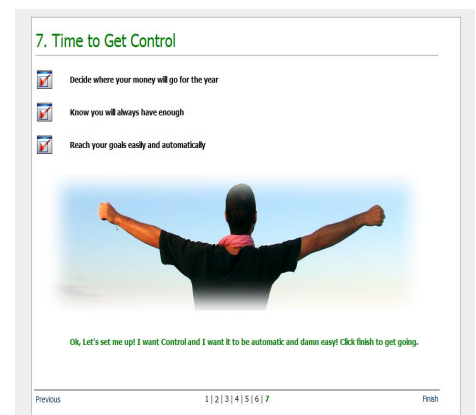 7. Time to Get Control
Decide where your money will go for the year
Know you will always have enough
Reach your goals easily and automatically
Ok, Let's set me up! I want Control and I want it to be automatic and damn easy! Click finish to get going.
Previous 1 | 2 | 3 | 4 | 5 | 6 | 7 Finish